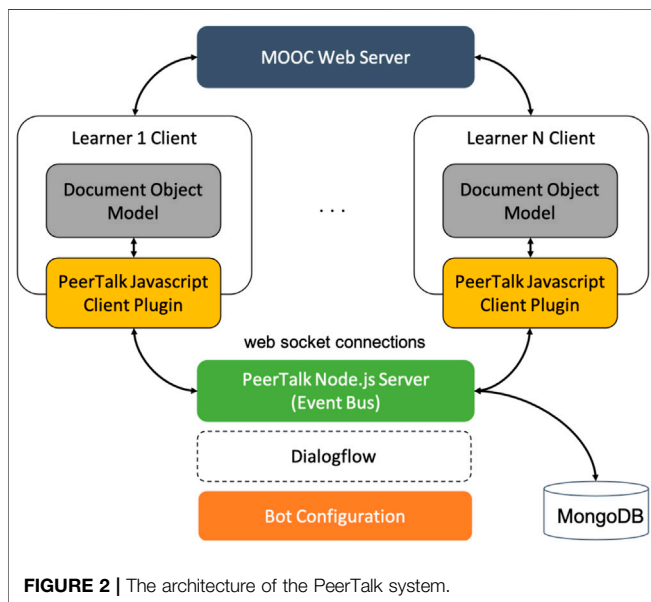 MOOC Web Server
Learner 1 Client
Learner N Client
Document Object
Model
Document Object
Model
. . .
PeerTalk Javascript
Client Plugin
PeerTalk Javascript
Client Plugin
web socket connections
PeerTalk Node.js Server
(Event Bus)
Dialogflow
Bot Configuration
MongoDB
FIGURE 2 | The architecture of the PeerTalk system.